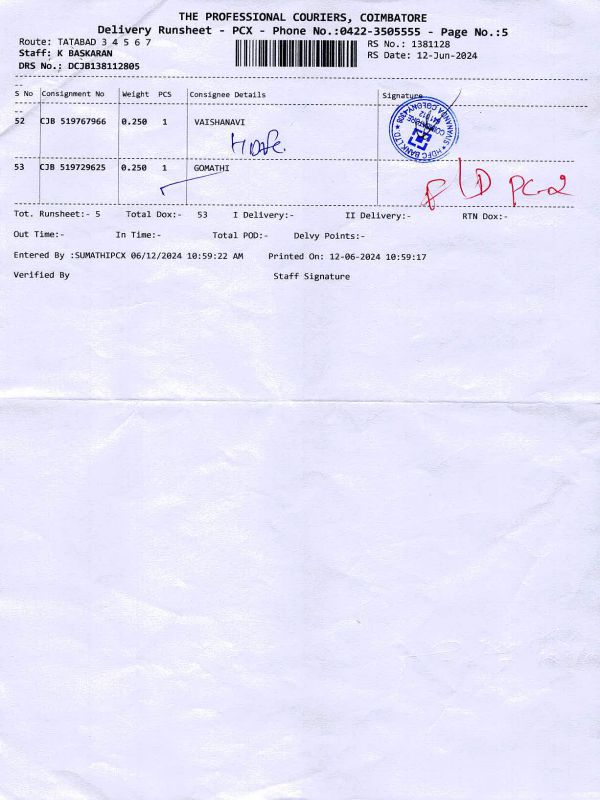 THE PROFESSIONAL COURIERS, COIMBATORE
Delivery Runsheet - PCX - Phone No.:0422-3505555 - Page No.:5
Route: TATABAD 3 4 5 6 7
RS No.: 1381128
Staff: K BASKARAN
RS Date: 12-Jun-2024
DRS No.: DCJB138112805
S No Consignment No Weight PCS Consignee Details Signature
52 CJB 519767966 0.250 1 VAISHANAVI
HDFC BANK LTD
53 CJB 519729625 0.250 1 GOMATHI
PC-2
Tot. Runsheet:- 5 Total Dox:- 53 I Delivery:- II Delivery:- RTN Dox:-
Out Time:- In Time:- Total POD:- Delvy Points:-
Entered By :SUMATHIPCX 06/12/2024 10:59:22 AM Printed On: 12-06-2024 10:59:17
Verified By Staff Signature